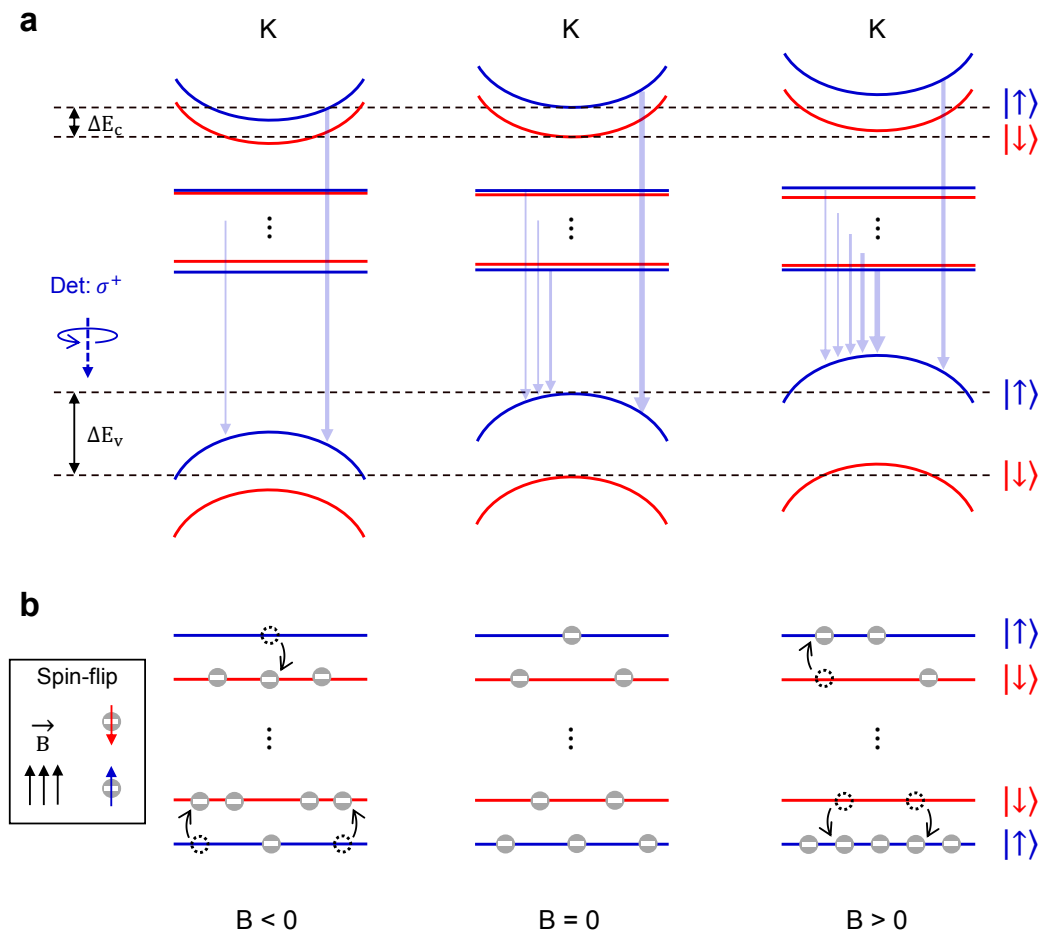 a
K K K
|↑⟩
ΔE_c
|↓⟩
⋮ ⋮ ⋮
Det: σ⁺
|↑⟩
ΔE_v
|↓⟩
b
|↑⟩
Spin-flip
|↓⟩
B⃗
⋮ ⋮ ⋮
|↓⟩
|↑⟩
B < 0 B = 0 B > 0